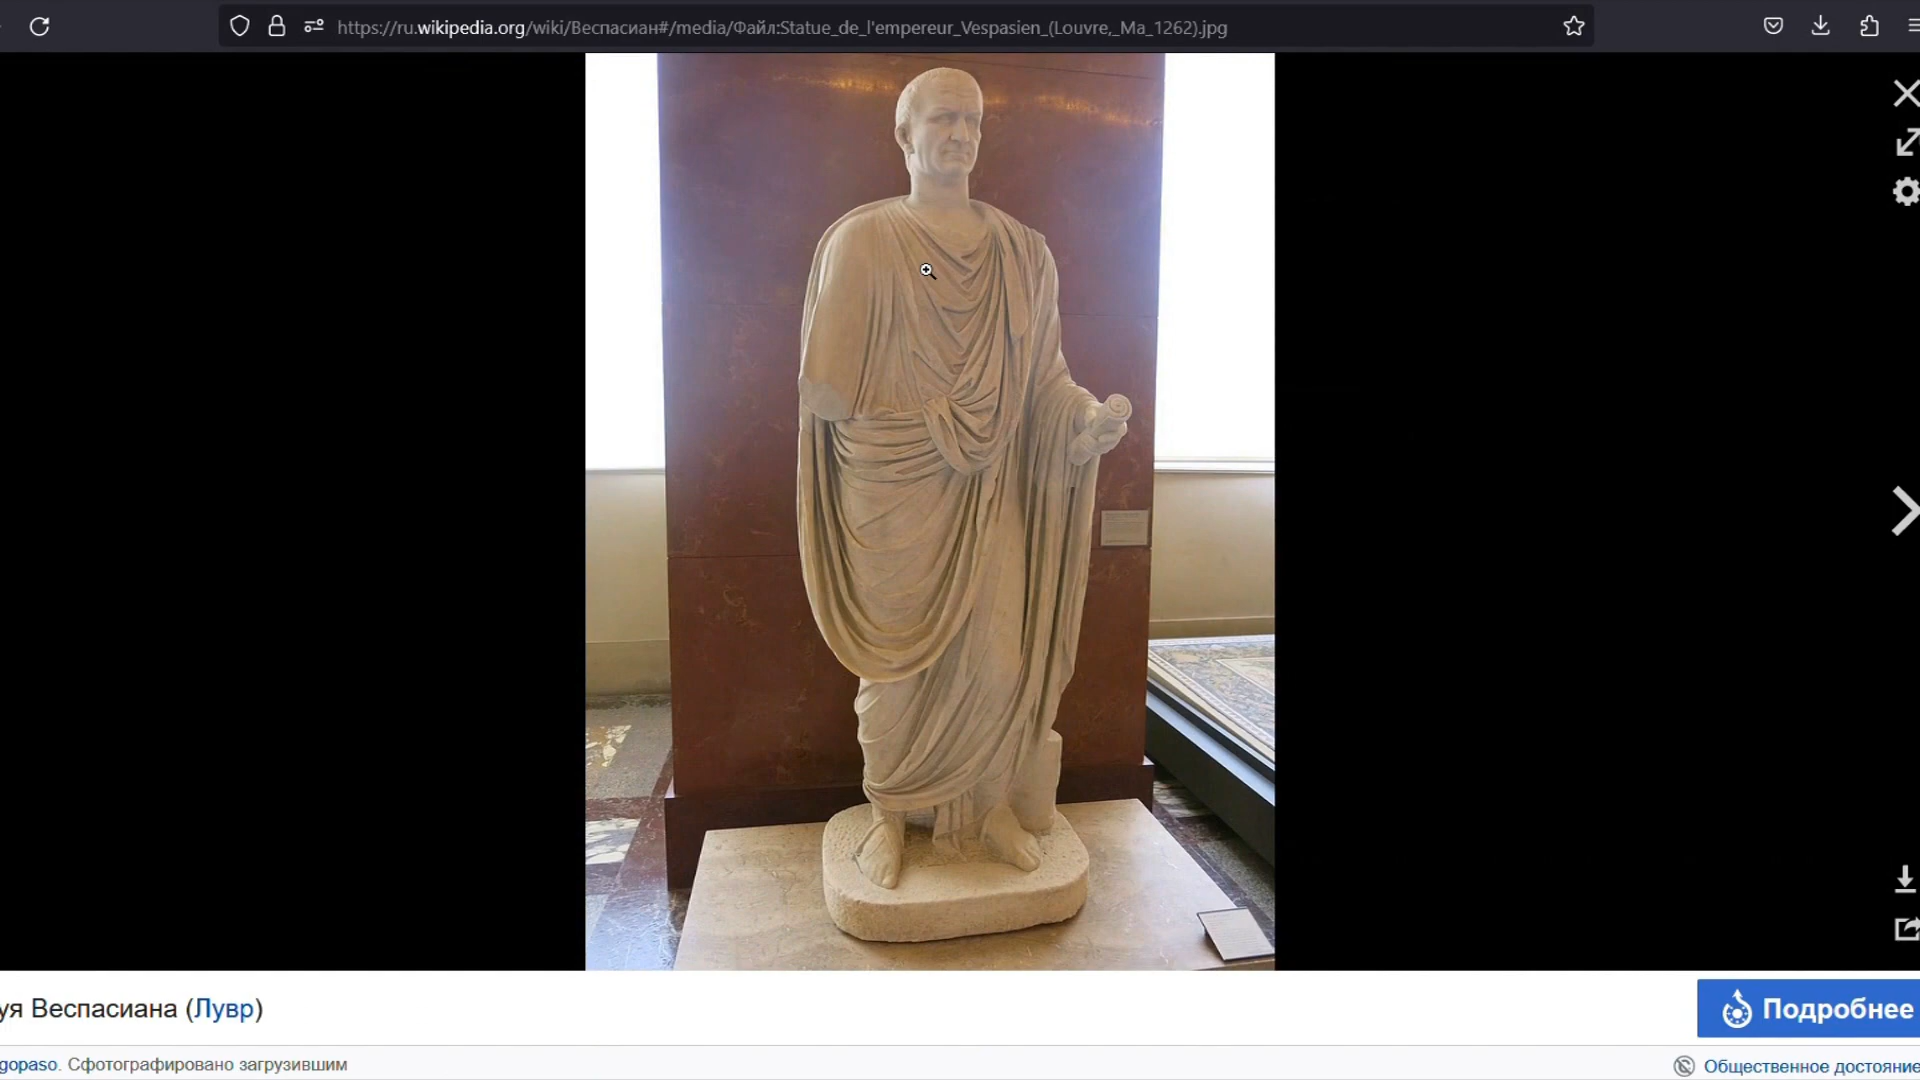 https://ru.wikipedia.org/wiki/Веспасиан#/media/Файл:Statue_de_l'empereur_Vespasien_(Louvre,_Ma_1262).jpg
уя Веспасиана (Лувр)
Подробнее
gopaso. Сфотографировано загрузившим
Общественное достояние